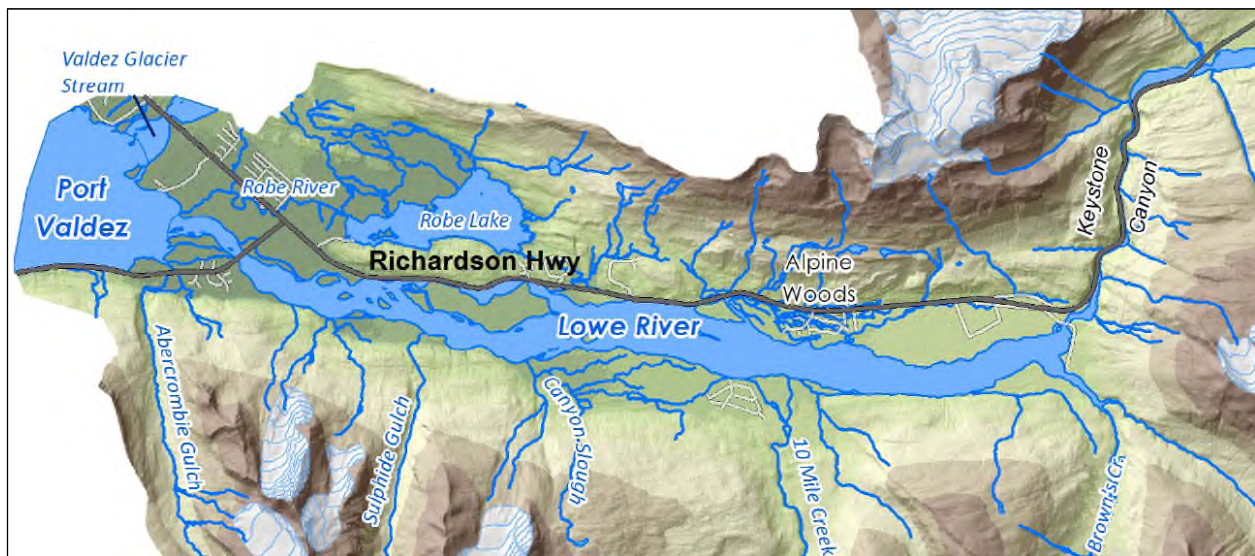 Valdez Glacier
Stream
Port
Valdez
Robe River
Robe Lake
Richardson Hwy
Keystone
Canyon
Alpine
Woods
Lowe River
Abercrombie Gulch
Sulphide Gulch
Canyon Slough
10 Mile Creek
Brown's Cr.